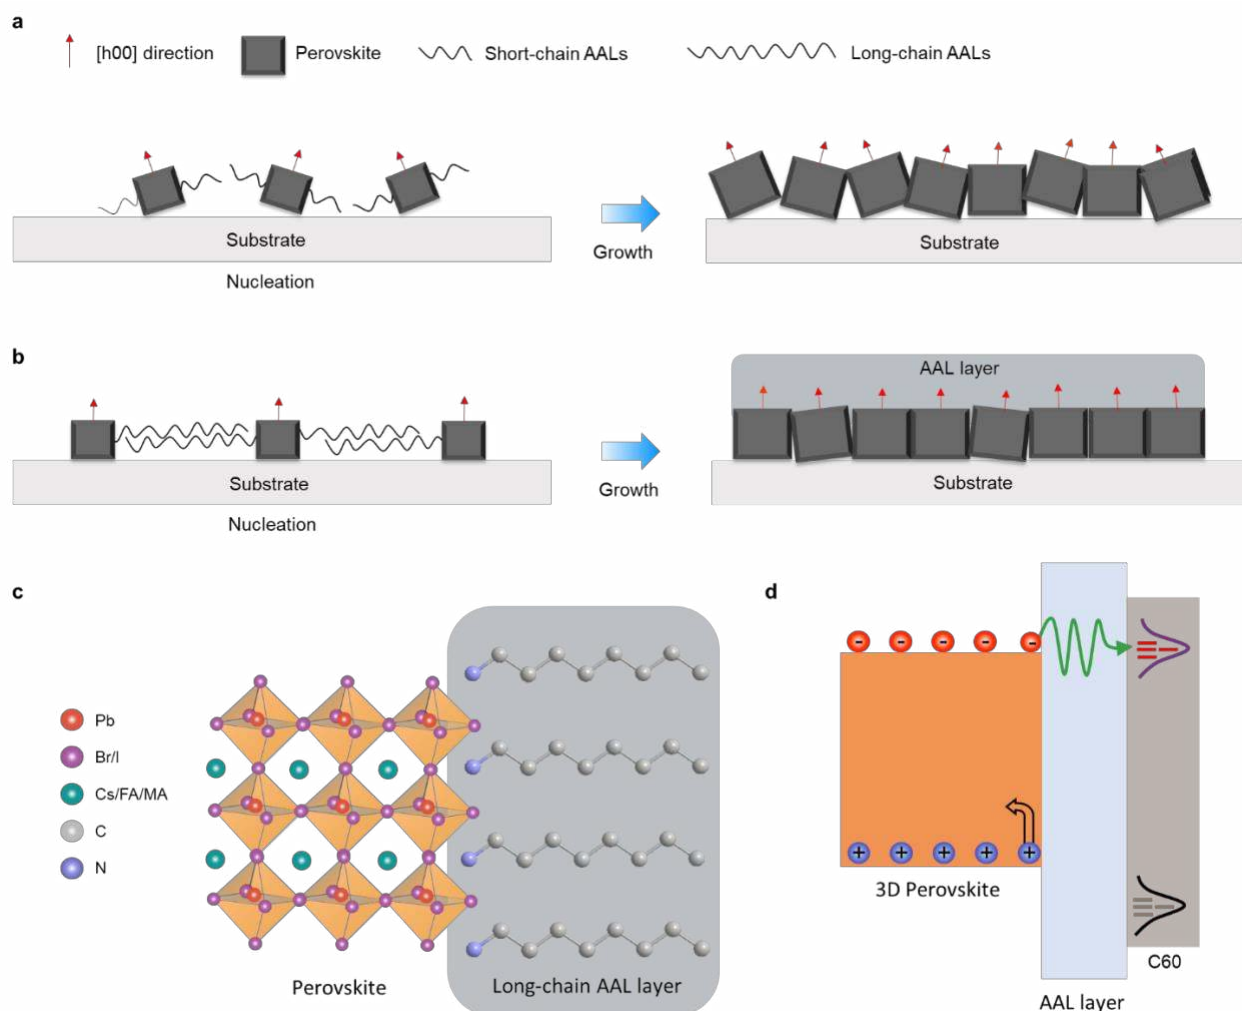 a
[h00] direction
Perovskite
Short-chain AALs
Long-chain AALs
Substrate
Nucleation
Growth
Substrate
b
AAL layer
Substrate
Nucleation
Growth
Substrate
c
Pb
Br/I
Cs/FA/MA
C
N
Perovskite
Long-chain AAL layer
d
- - - - -
+ + + + +
3D Perovskite
C60
AAL layer